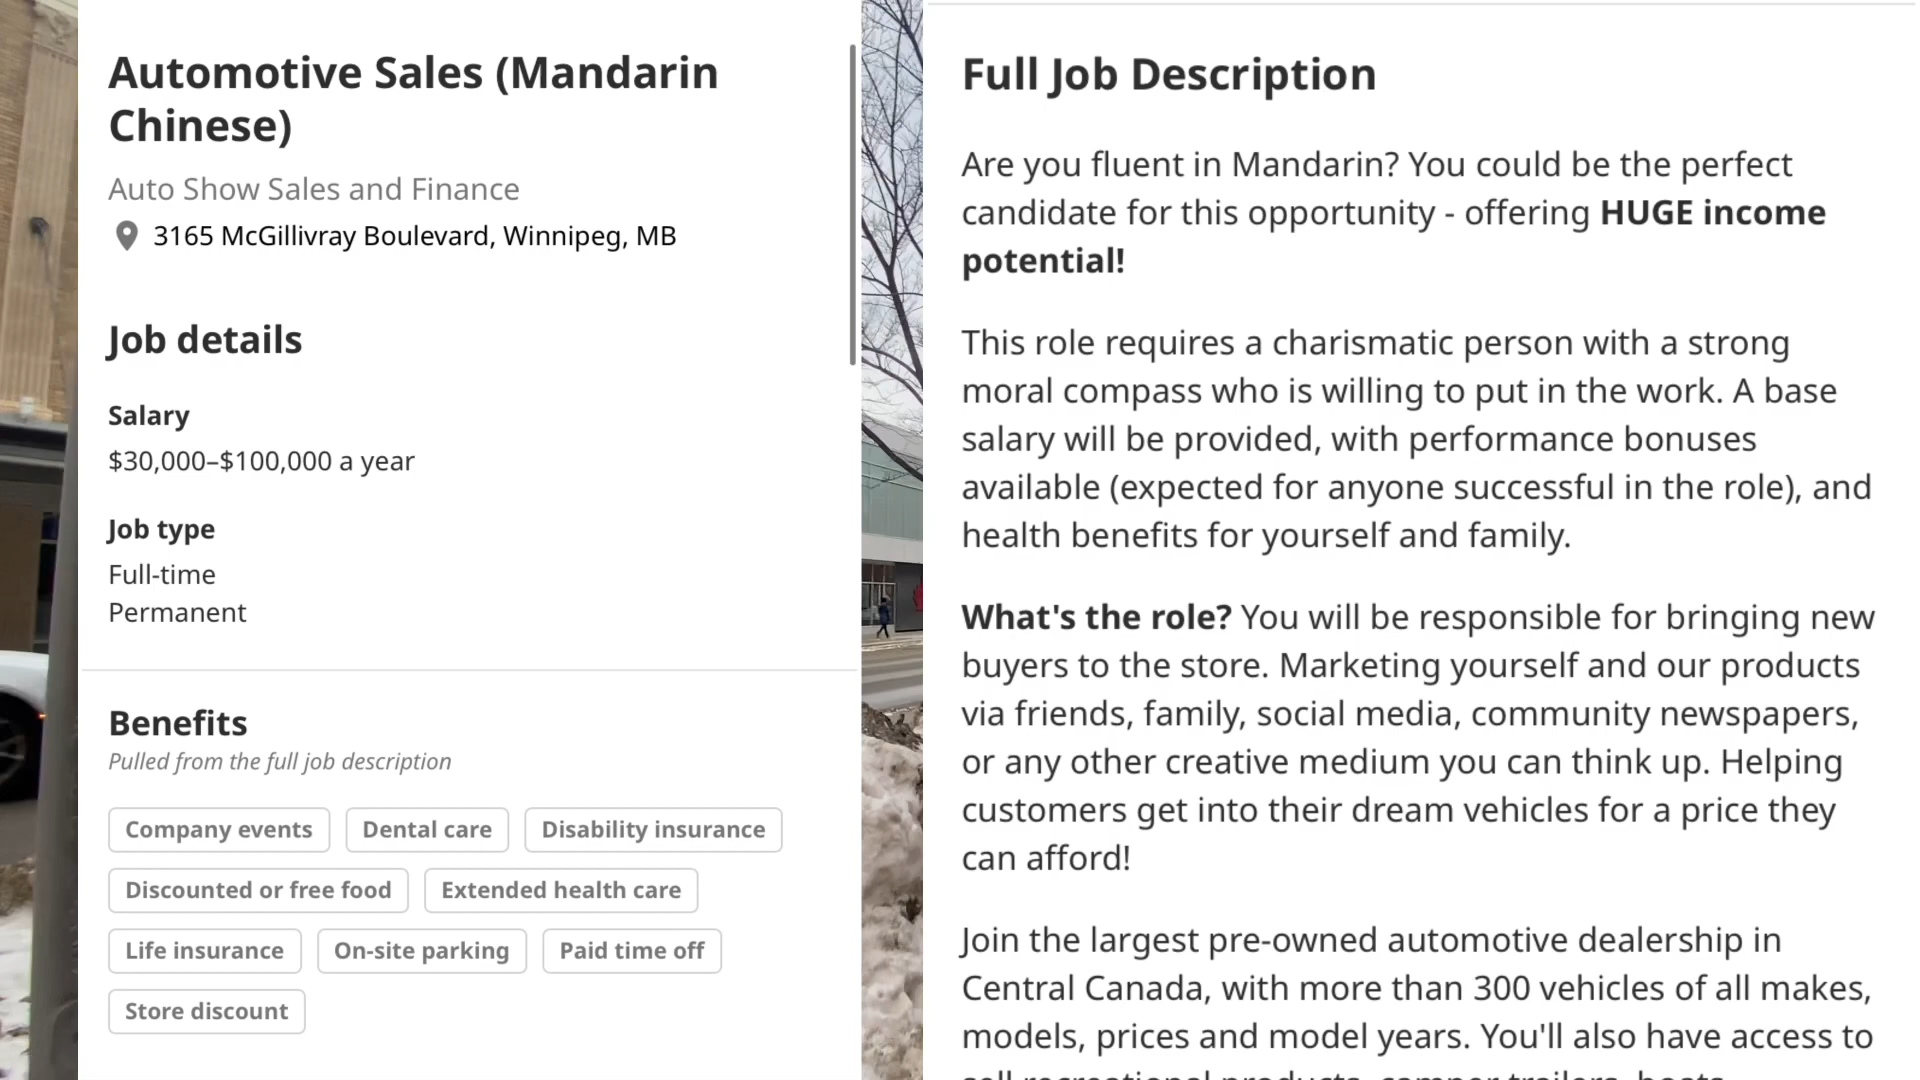 Automotive Sales (Mandarin
Chinese)
Auto Show Sales and Finance
3165 McGillivray Boulevard, Winnipeg, MB
Job details
Salary
$30,000–$100,000 a year
Job type
Full-time
Permanent
Benefits
Pulled from the full job description
Company events
Dental care
Disability insurance
Discounted or free food
Extended health care
Life insurance
On-site parking
Paid time off
Store discount
Full Job Description
Are you fluent in Mandarin? You could be the perfect
candidate for this opportunity - offering HUGE income
potential!
This role requires a charismatic person with a strong
moral compass who is willing to put in the work. A base
salary will be provided, with performance bonuses
available (expected for anyone successful in the role), and
health benefits for yourself and family.
What's the role? You will be responsible for bringing new
buyers to the store. Marketing yourself and our products
via friends, family, social media, community newspapers,
or any other creative medium you can think up. Helping
customers get into their dream vehicles for a price they
can afford!
Join the largest pre-owned automotive dealership in
Central Canada, with more than 300 vehicles of all makes,
models, prices and model years. You'll also have access to
sell recreational products, camper trailers, boats,